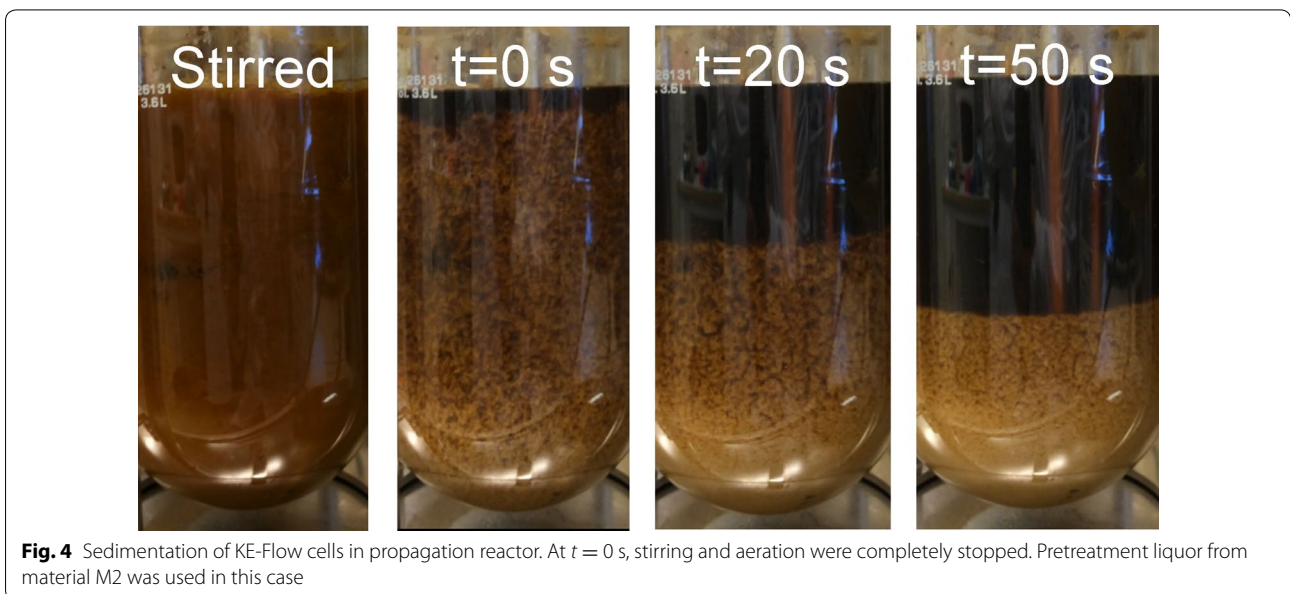 Stirred
t=0 s
t=20 s
t=50 s
26131
3.6L
3.6L
26131
3.6L
26131
3.6L
Fig. 4 Sedimentation of KE-Flow cells in propagation reactor. At t = 0 s, stirring and aeration were completely stopped. Pretreatment liquor from
material M2 was used in this case